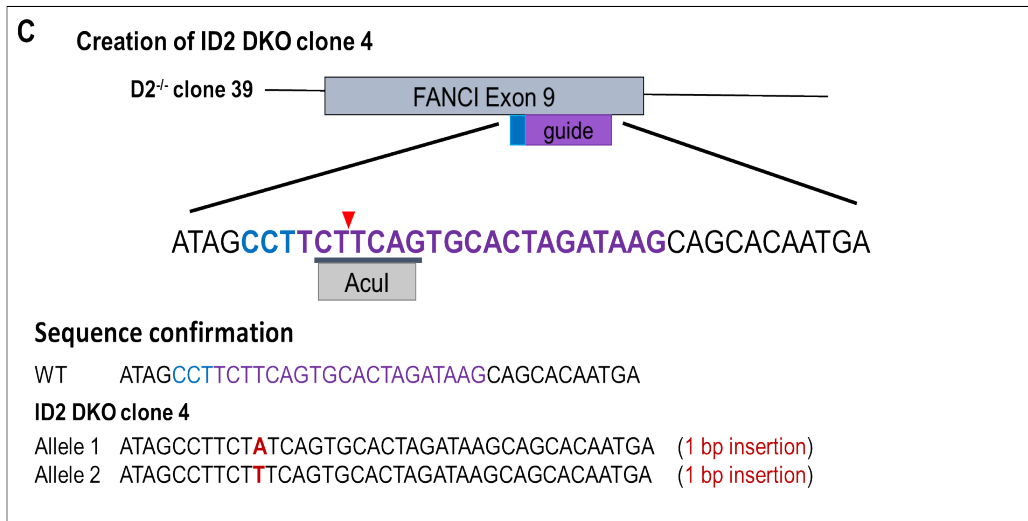 C
Creation of ID2 DKO clone 4
D2-/- clone 39
FANCI Exon 9
guide
ATAGCCTTCTTCAGTGCACTAGATAAGCAGCACAATGA
AcuI
Sequence confirmation
WT ATAGCCTTCTTCAGTGCACTAGATAAGCAGCACAATGA
ID2 DKO clone 4
Allele 1 ATAGCCTTCTATCAGTGCACTAGATAAGCAGCACAATGA (1 bp insertion)
Allele 2 ATAGCCTTCTTTCAGTGCACTAGATAAGCAGCACAATGA (1 bp insertion)